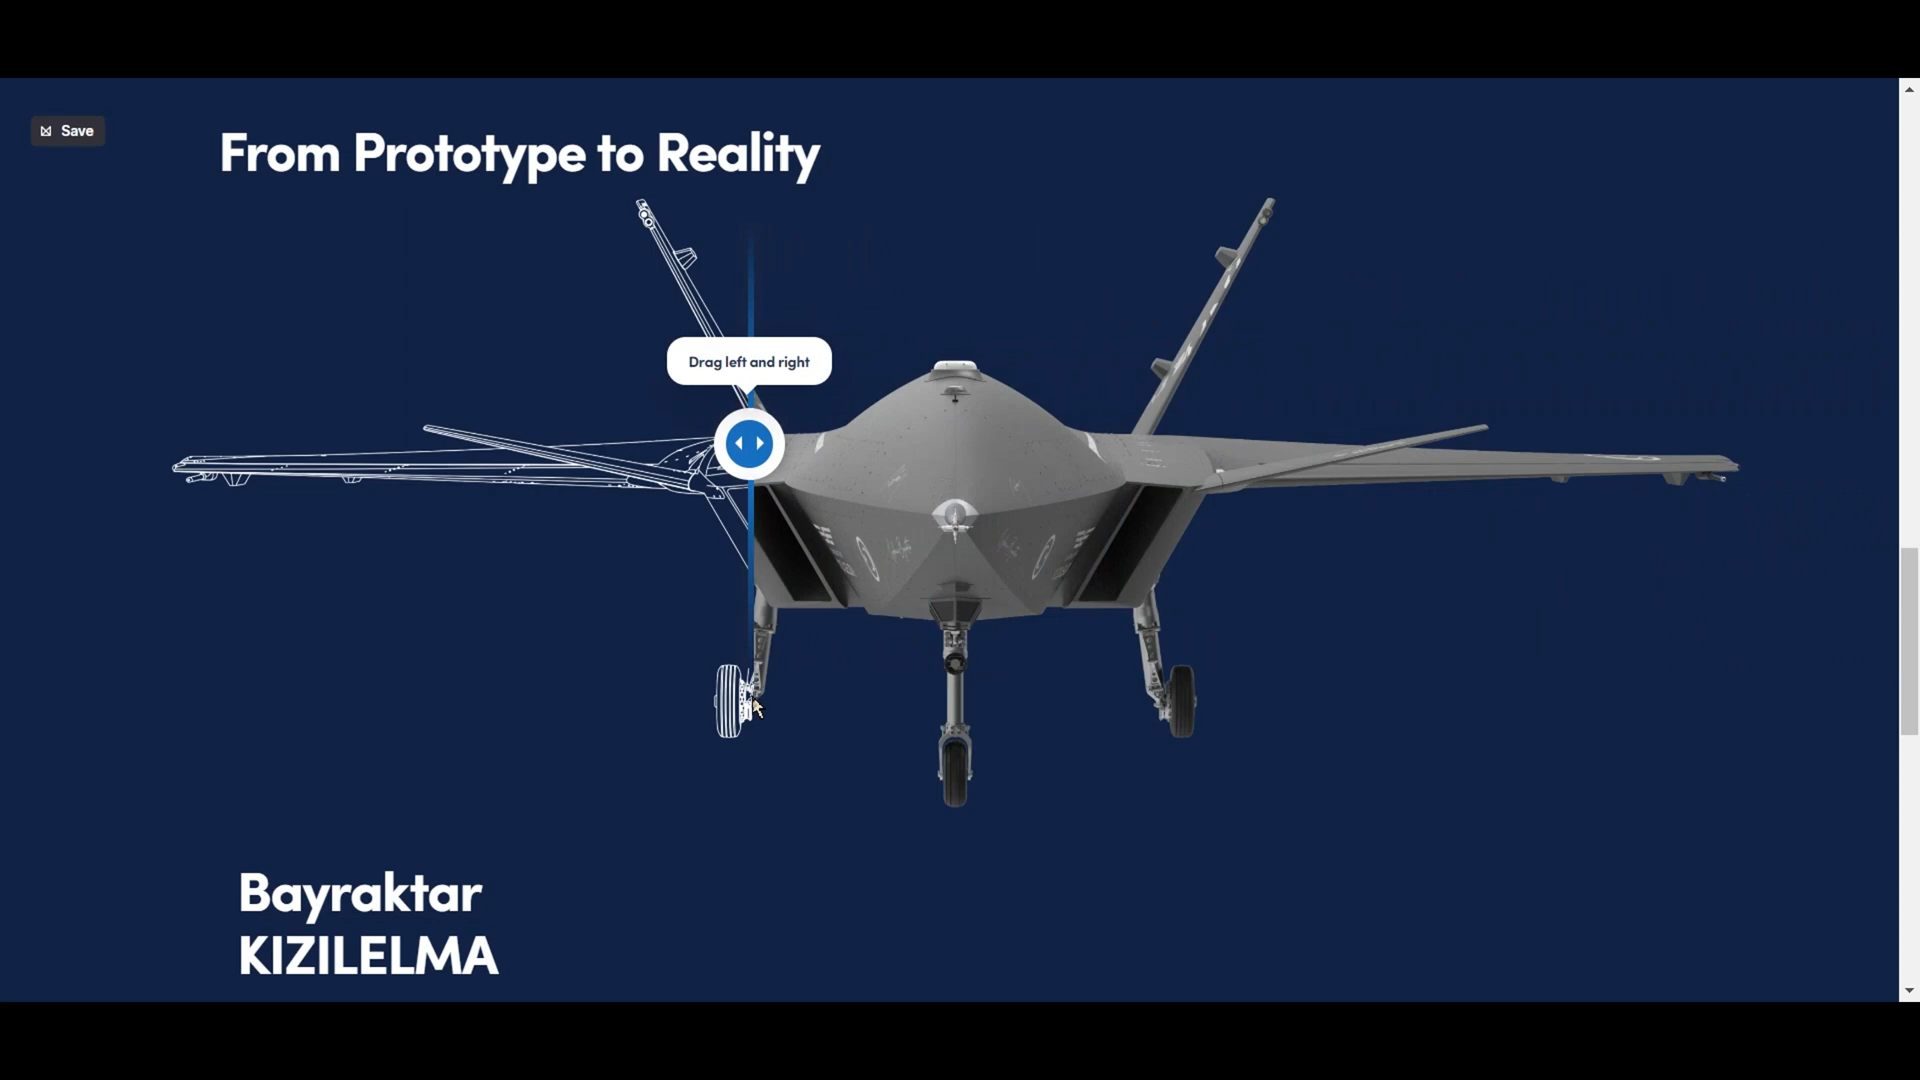 Save
From Prototype to Reality
Drag left and right
Bayraktar
KIZILELMA